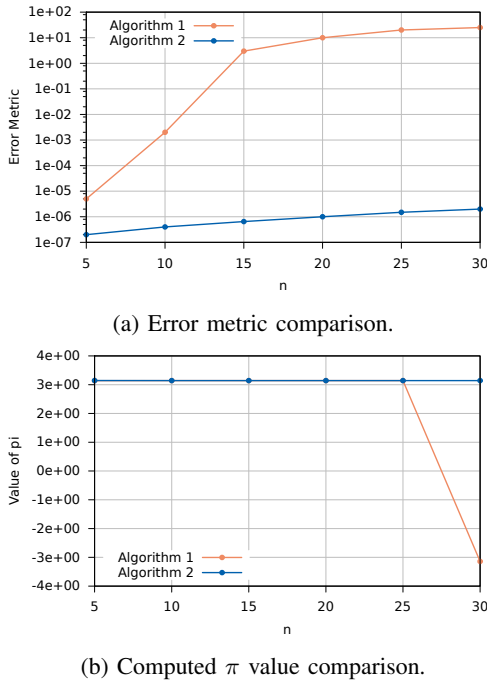 1e+02
1e+01
1e+00
1e-01
1e-02
1e-03
1e-04
1e-05
1e-06
1e-07
Error Metric
Algorithm 1
Algorithm 2
5 10 15 20 25 30
n
(a) Error metric comparison.
4e+00
3e+00
2e+00
1e+00
0e+00
-1e+00
-2e+00
-3e+00
-4e+00
Value of pi
Algorithm 1
Algorithm 2
5 10 15 20 25 30
n
(b) Computed π value comparison.